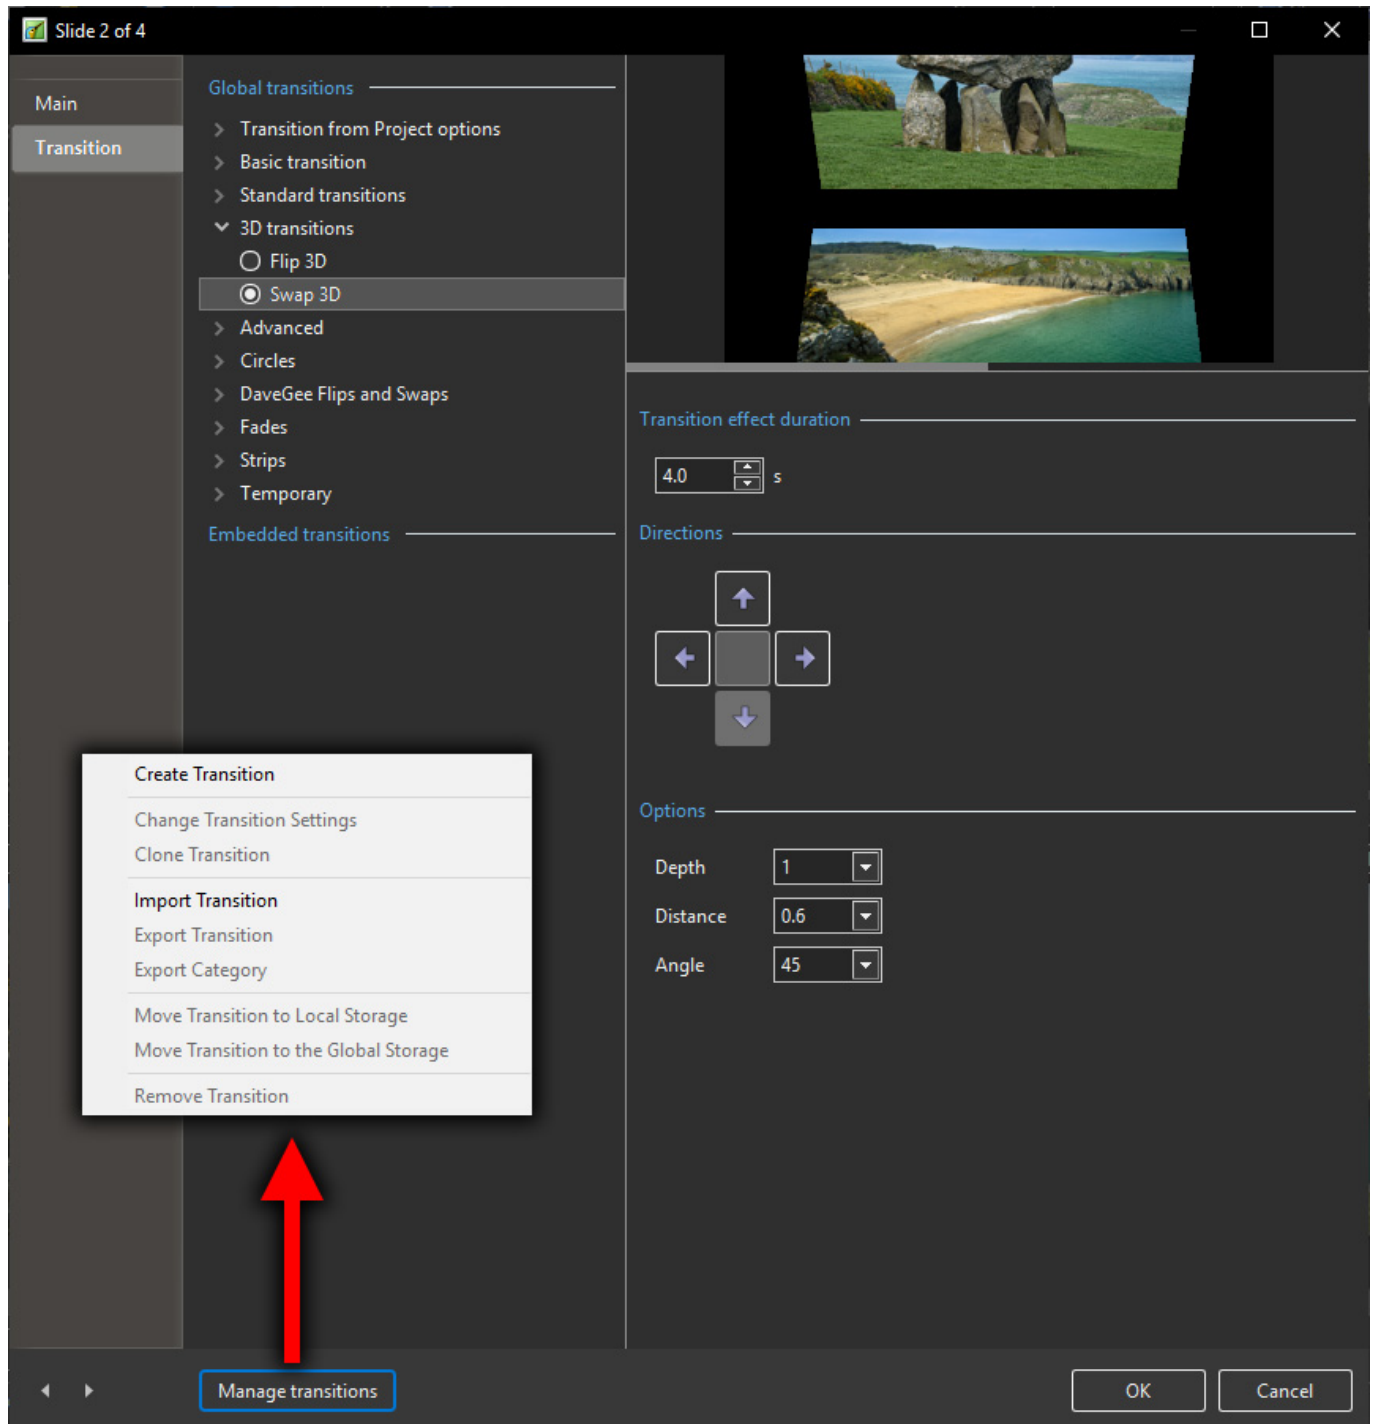 Slide 2 of 4
Main
Transition
Global transitions
Transition from Project options
Basic transition
Standard transitions
3D transitions
Flip 3D
Swap 3D
Advanced
Circles
DaveGee Flips and Swaps
Fades
Strips
Temporary
Embedded transitions
Transition effect duration
4.0 s
Directions
Options
Depth 1
Distance 0.6
Angle 45
Create Transition
Change Transition Settings
Clone Transition
Import Transition
Export Transition
Export Category
Move Transition to Local Storage
Move Transition to the Global Storage
Remove Transition
Manage transitions
OK
Cancel